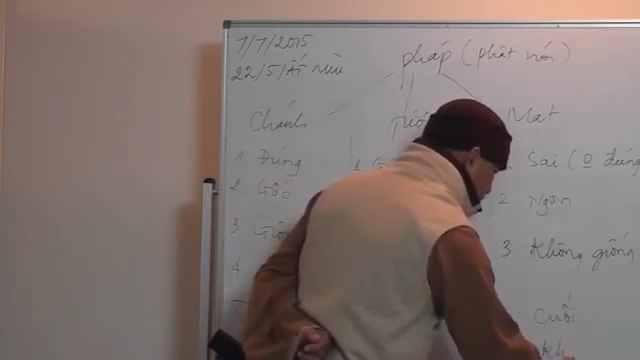 7/7/2015
22/5/Ất Mùi
pháp (phật nói)
Chánh
Mạt
1 Đúng
1
Sai (0 đúng
2 Gốc
2 Ngọn
3
3 Không giống
4
Cuối